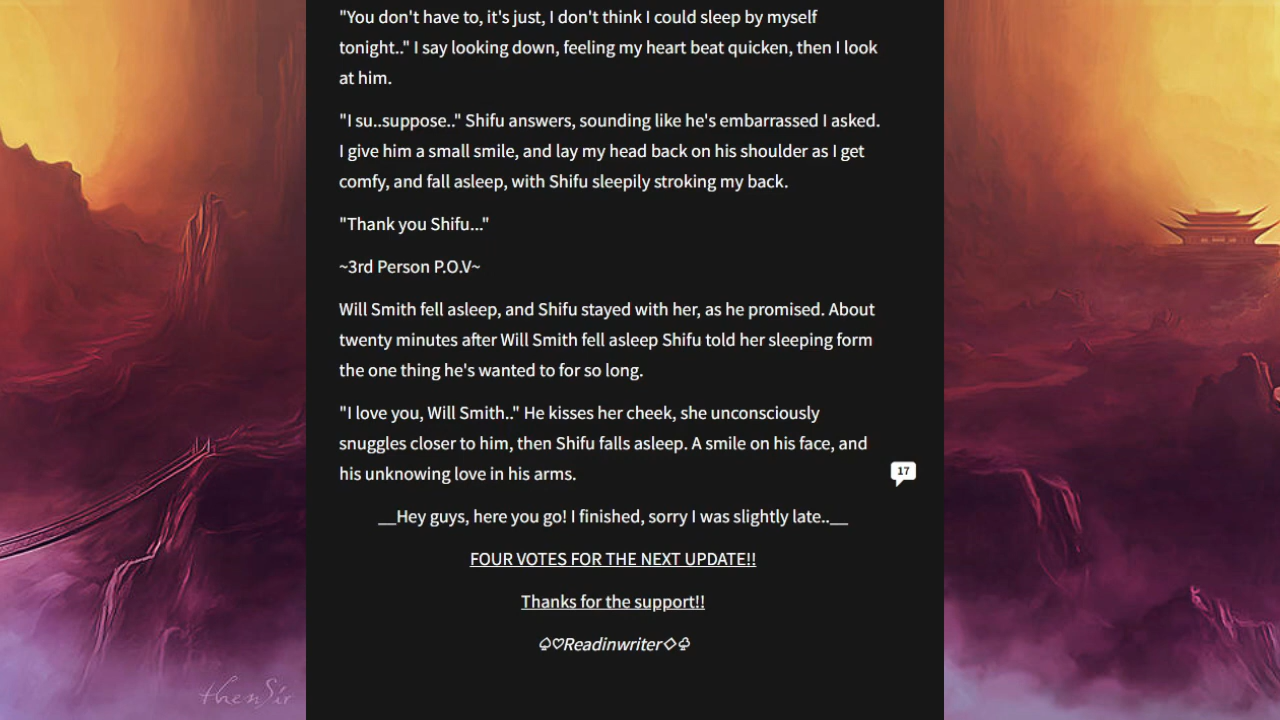 "You don't have to, it's just, I don't think I could sleep by myself
tonight.." I say looking down, feeling my heart beat quicken, then I look
at him.
"I su..suppose.." Shifu answers, sounding like he's embarrassed I asked.
I give him a small smile, and lay my head back on his shoulder as I get
comfy, and fall asleep, with Shifu sleepily stroking my back.
"Thank you Shifu..."
~3rd Person P.O.V~
Will Smith fell asleep, and Shifu stayed with her, as he promised. About
twenty minutes after Will Smith fell asleep Shifu told her sleeping form
the one thing he's wanted to for so long.
"I love you, Will Smith.." He kisses her cheek, she unconsciously
snuggles closer to him, then Shifu falls asleep. A smile on his face, and
his unknowing love in his arms.
17
__Hey guys, here you go! I finished, sorry I was slightly late..__
FOUR VOTES FOR THE NEXT UPDATE!!
Thanks for the support!!
♤♡Readinwriter◇♧
thenSir